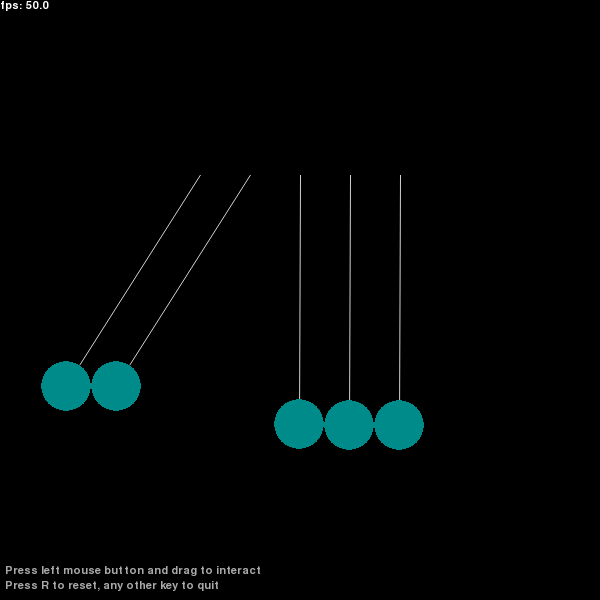 fps: 50.0
Press left mouse button and drag to interact
Press R to reset, any other key to quit